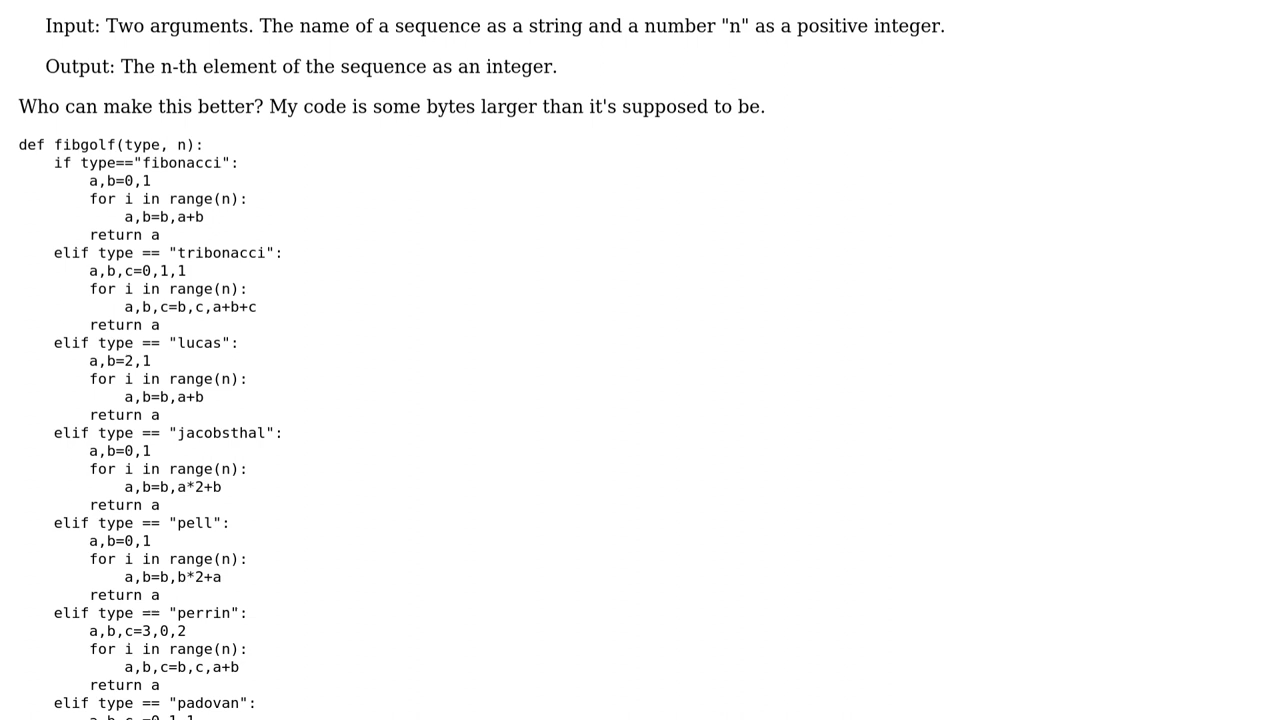 Input: Two arguments. The name of a sequence as a string and a number "n" as a positive integer.
Output: The n-th element of the sequence as an integer.
Who can make this better? My code is some bytes larger than it's supposed to be.
def fibgolf(type, n):
    if type=="fibonacci":
        a,b=0,1
        for i in range(n):
            a,b=b,a+b
        return a
    elif type == "tribonacci":
        a,b,c=0,1,1
        for i in range(n):
            a,b,c=b,c,a+b+c
        return a
    elif type == "lucas":
        a,b=2,1
        for i in range(n):
            a,b=b,a+b
        return a
    elif type == "jacobsthal":
        a,b=0,1
        for i in range(n):
            a,b=b,a*2+b
        return a
    elif type == "pell":
        a,b=0,1
        for i in range(n):
            a,b=b,b*2+a
        return a
    elif type == "perrin":
        a,b,c=3,0,2
        for i in range(n):
            a,b,c=b,c,a+b
        return a
    elif type == "padovan":